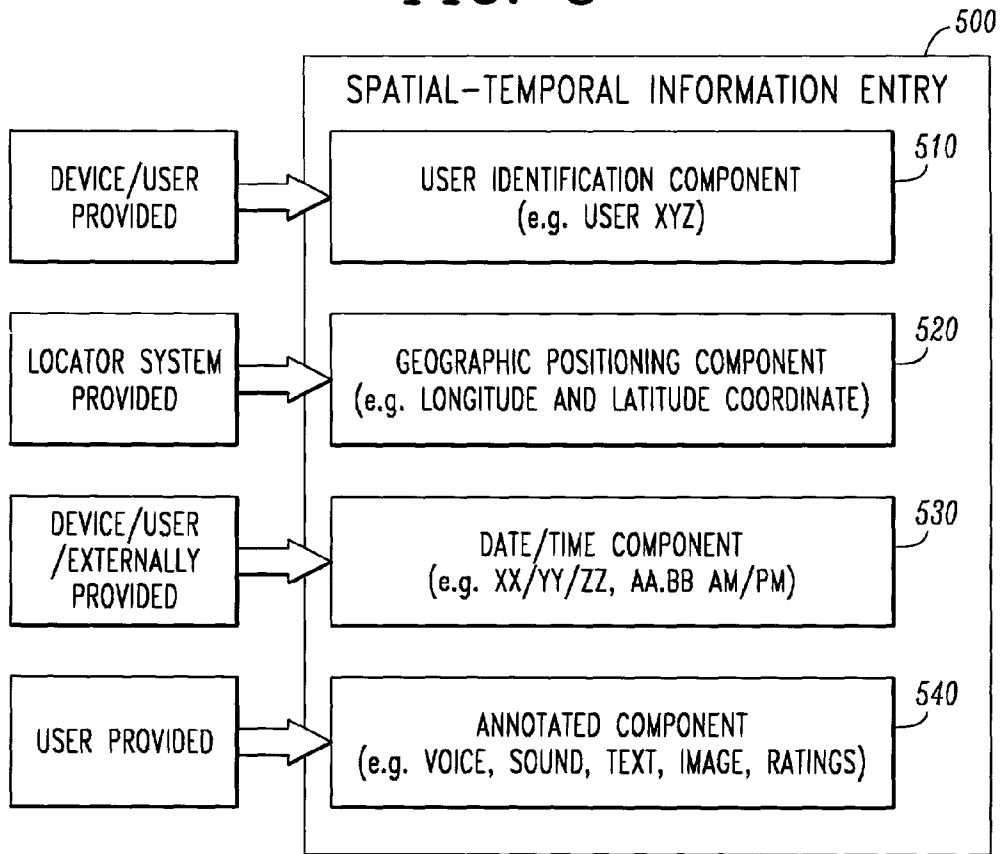 500
SPATIAL-TEMPORAL INFORMATION ENTRY
DEVICE/USER
PROVIDED
USER IDENTIFICATION COMPONENT
(e.g. USER XYZ)
510
LOCATOR SYSTEM
PROVIDED
GEOGRAPHIC POSITIONING COMPONENT
(e.g. LONGITUDE AND LATITUDE COORDINATE)
520
DEVICE/USER
/EXTERNALLY
PROVIDED
DATE/TIME COMPONENT
(e.g. XX/YY/ZZ, AA.BB AM/PM)
530
USER PROVIDED
ANNOTATED COMPONENT
(e.g. VOICE, SOUND, TEXT, IMAGE, RATINGS)
540